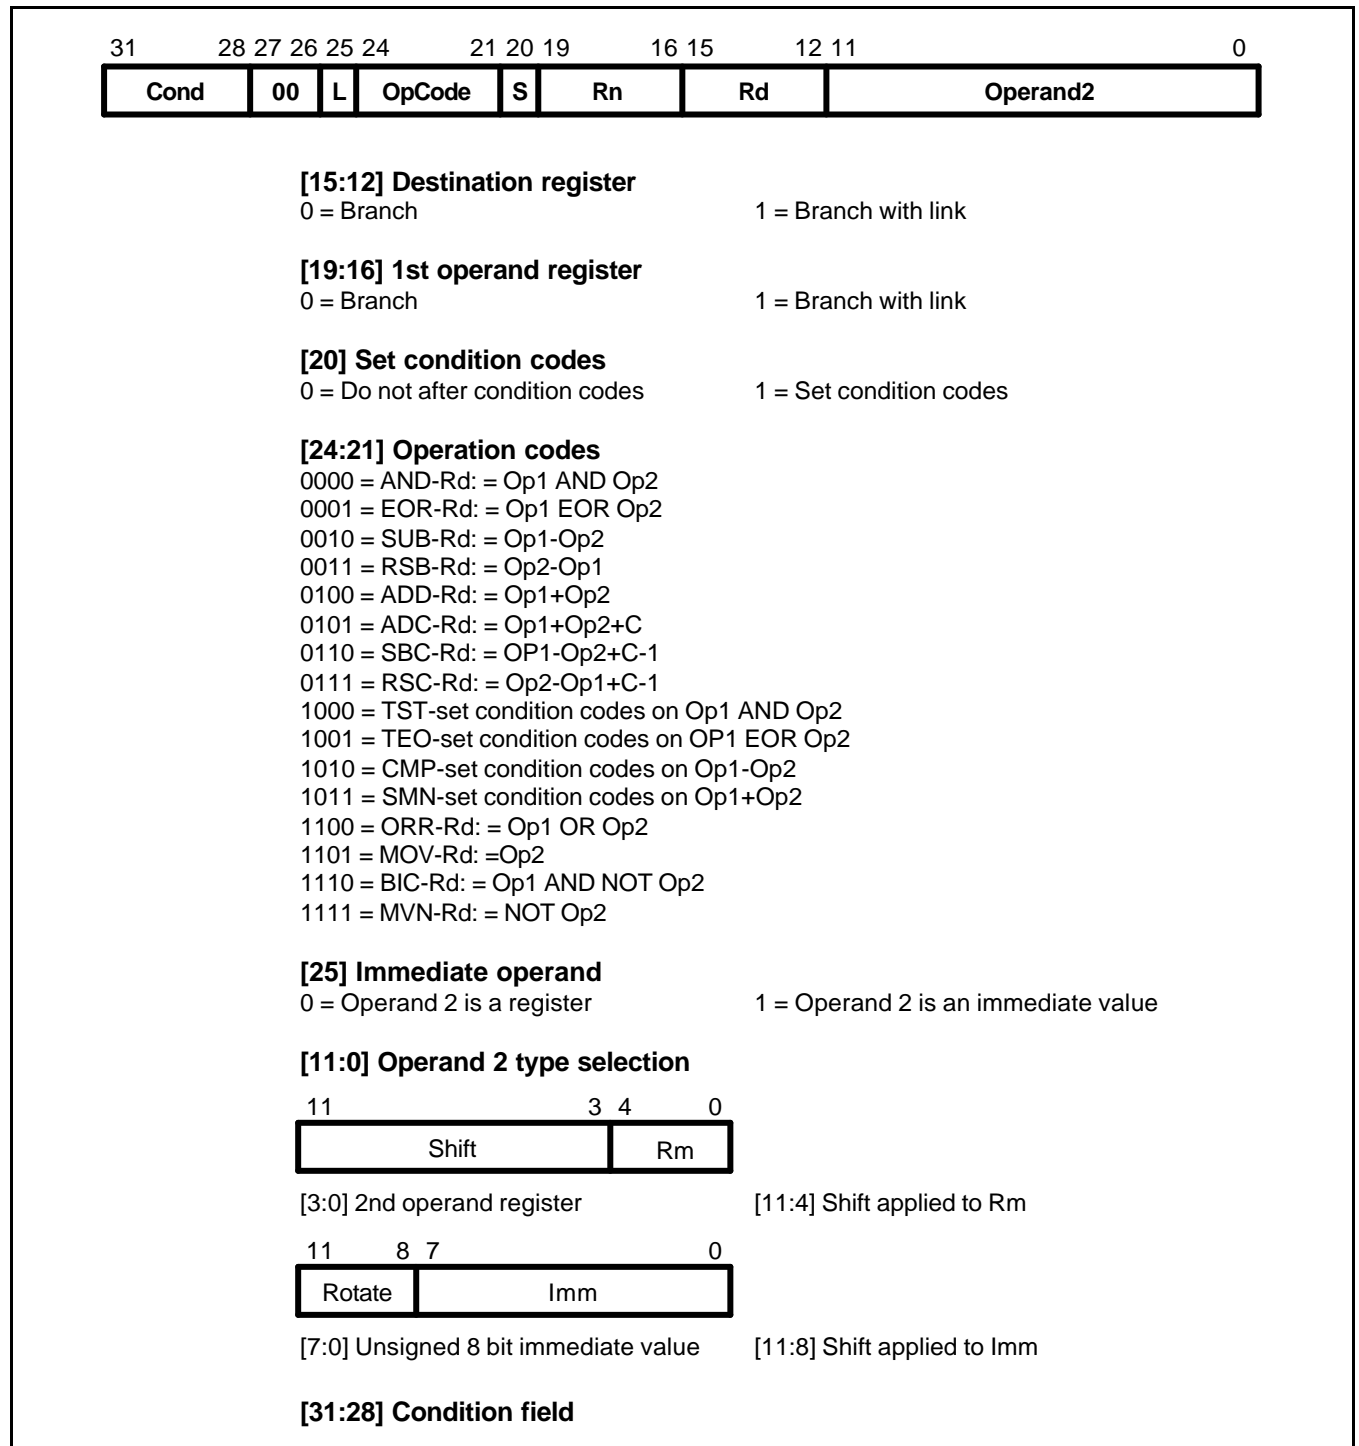 31 28 27 26 25 24 21 20 19 16 15 12 11 0
Cond 00 L OpCode S Rn Rd Operand2
[15:12] Destination register
0 = Branch 1 = Branch with link
[19:16] 1st operand register
0 = Branch 1 = Branch with link
[20] Set condition codes
0 = Do not after condition codes 1 = Set condition codes
[24:21] Operation codes
0000 = AND-Rd: = Op1 AND Op2
0001 = EOR-Rd: = Op1 EOR Op2
0010 = SUB-Rd: = Op1-Op2
0011 = RSB-Rd: = Op2-Op1
0100 = ADD-Rd: = Op1+Op2
0101 = ADC-Rd: = Op1+Op2+C
0110 = SBC-Rd: = OP1-Op2+C-1
0111 = RSC-Rd: = Op2-Op1+C-1
1000 = TST-set condition codes on Op1 AND Op2
1001 = TEO-set condition codes on OP1 EOR Op2
1010 = CMP-set condition codes on Op1-Op2
1011 = SMN-set condition codes on Op1+Op2
1100 = ORR-Rd: = Op1 OR Op2
1101 = MOV-Rd: =Op2
1110 = BIC-Rd: = Op1 AND NOT Op2
1111 = MVN-Rd: = NOT Op2
[25] Immediate operand
0 = Operand 2 is a register 1 = Operand 2 is an immediate value
[11:0] Operand 2 type selection
11 3 4 0
Shift Rm
[3:0] 2nd operand register [11:4] Shift applied to Rm
11 8 7 0
Rotate Imm
[7:0] Unsigned 8 bit immediate value [11:8] Shift applied to Imm
[31:28] Condition field